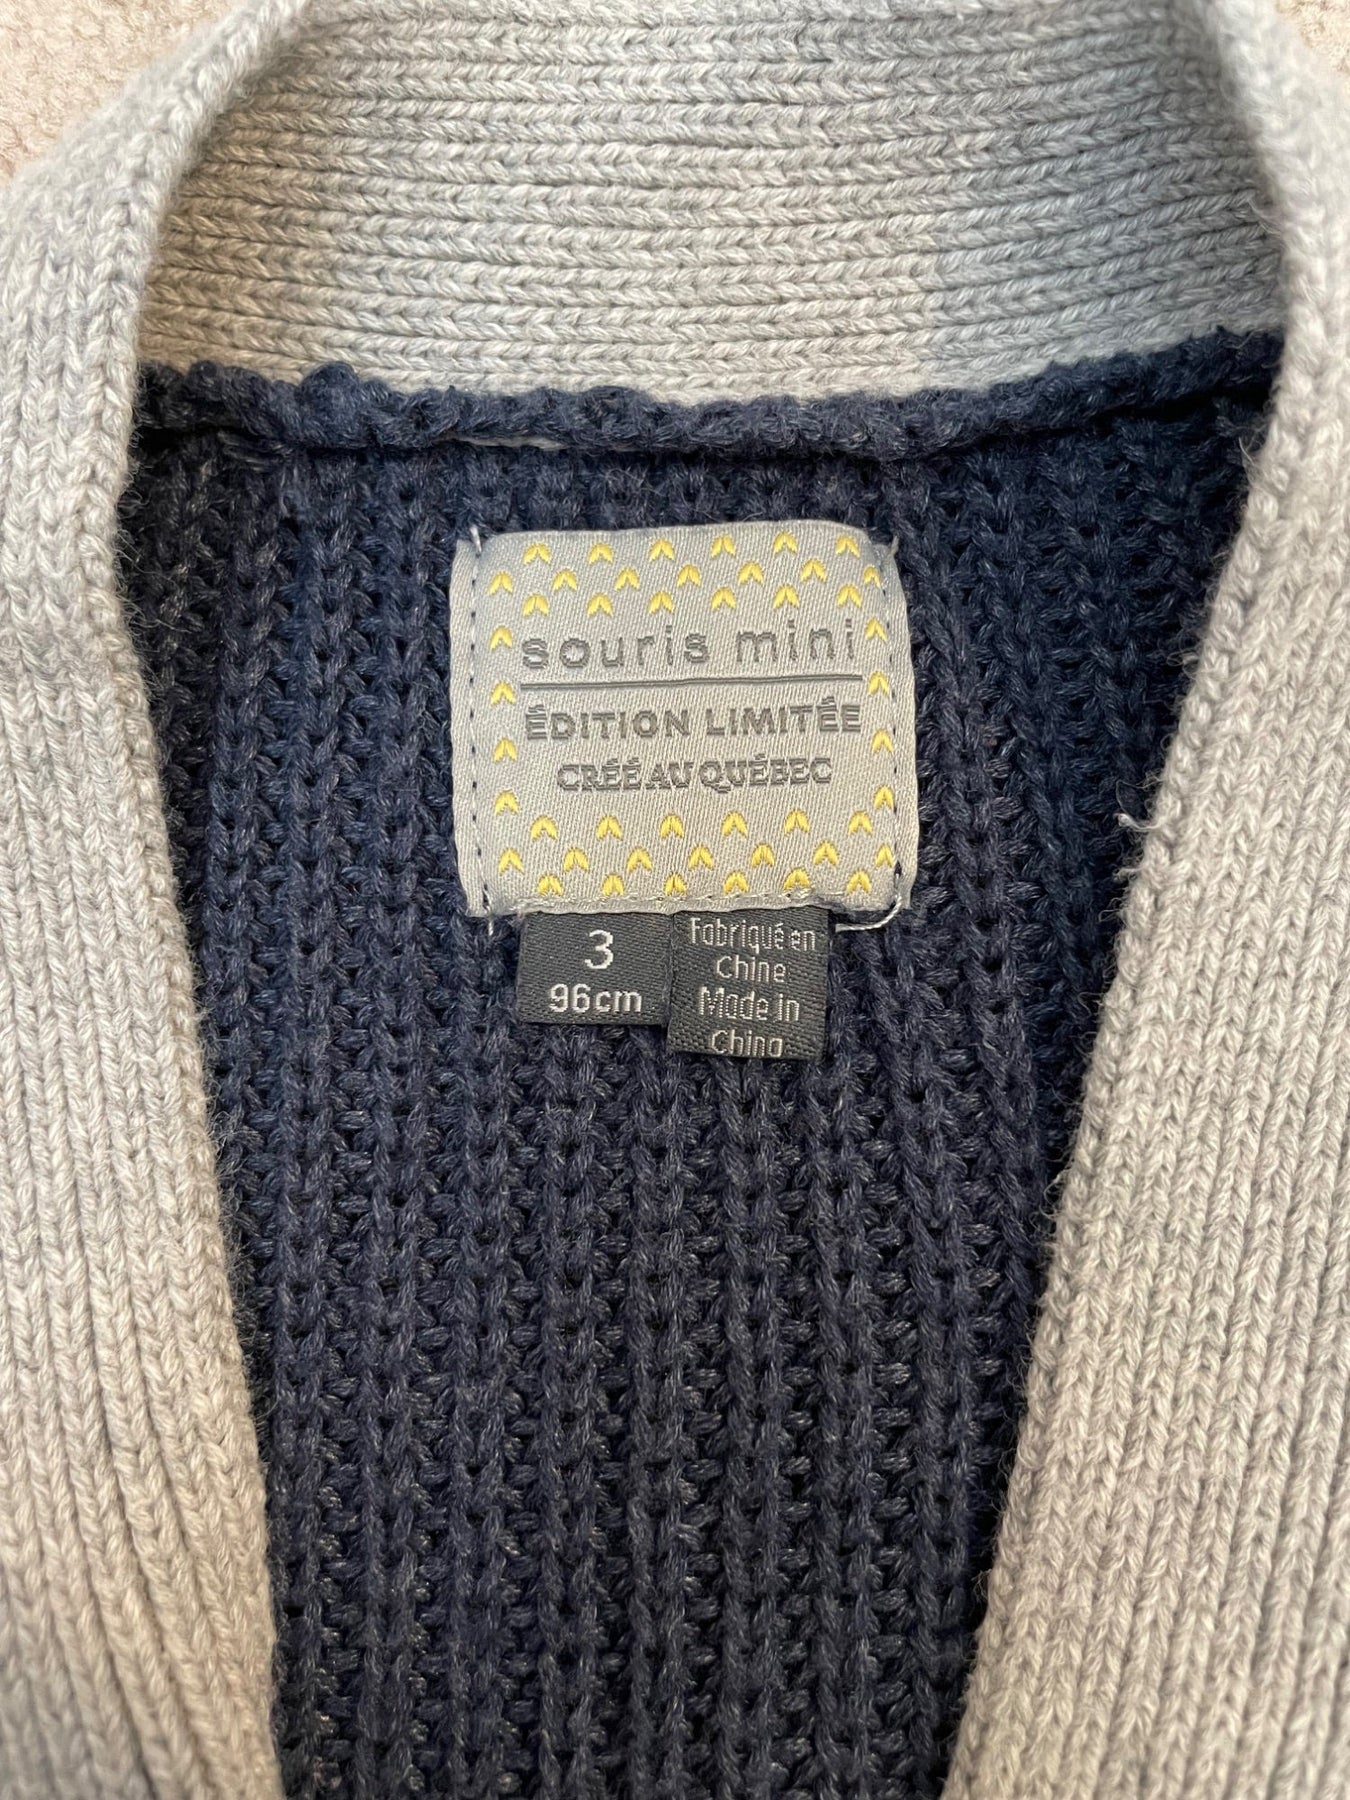 souris mini
ÉDITION LIMITÉE
CRÉÉ AU QUÉBEC
3
96cm
Fabriqué en
Chine
Made in
China